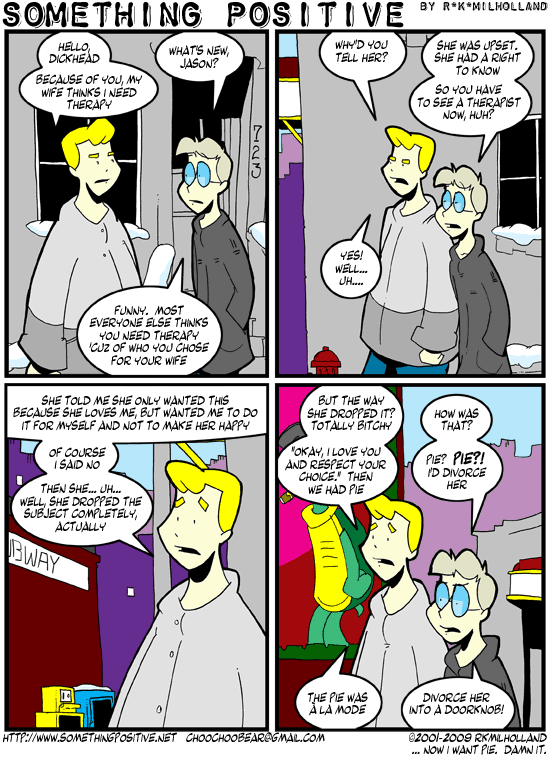 SOMETHING POSITIVE
BY R*K*MILHOLLAND
HELLO,
DICKHEAD
BECAUSE OF YOU, MY
WIFE THINKS I NEED
THERAPY
WHAT'S NEW,
JASON?
723
FUNNY. MOST
EVERYONE ELSE THINKS
YOU NEED THERAPY
'CUZ OF WHO YOU CHOSE
FOR YOUR WIFE
WHY'D YOU
TELL HER?
SHE WAS UPSET.
SHE HAD A RIGHT
TO KNOW
SO YOU HAVE
TO SEE A THERAPIST
NOW, HUH?
YES!
WELL...
UH....
SHE TOLD ME SHE ONLY WANTED THIS
BECAUSE SHE LOVES ME, BUT WANTED ME TO DO
IT FOR MYSELF AND NOT TO MAKE HER HAPPY
OF COURSE
I SAID NO
THEN SHE... UH...
WELL, SHE DROPPED THE
SUBJECT COMPLETELY,
ACTUALLY
BWAY
BUT THE WAY
SHE DROPPED IT?
TOTALLY BITCHY
"OKAY, I LOVE YOU
AND RESPECT YOUR
CHOICE." THEN
WE HAD PIE
HOW WAS
THAT?
PIE? PIE?!
I'D DIVORCE
HER
THE PIE WAS
À LA MODE
DIVORCE HER
INTO A DOORKNOB!
HTTP://WWW.SOMETHINGPOSITIVE.NET CHOOCHOOBEAR@GMAIL.COM
©2001-2009 RKMILHOLLAND
... NOW I WANT PIE. DAMN IT.